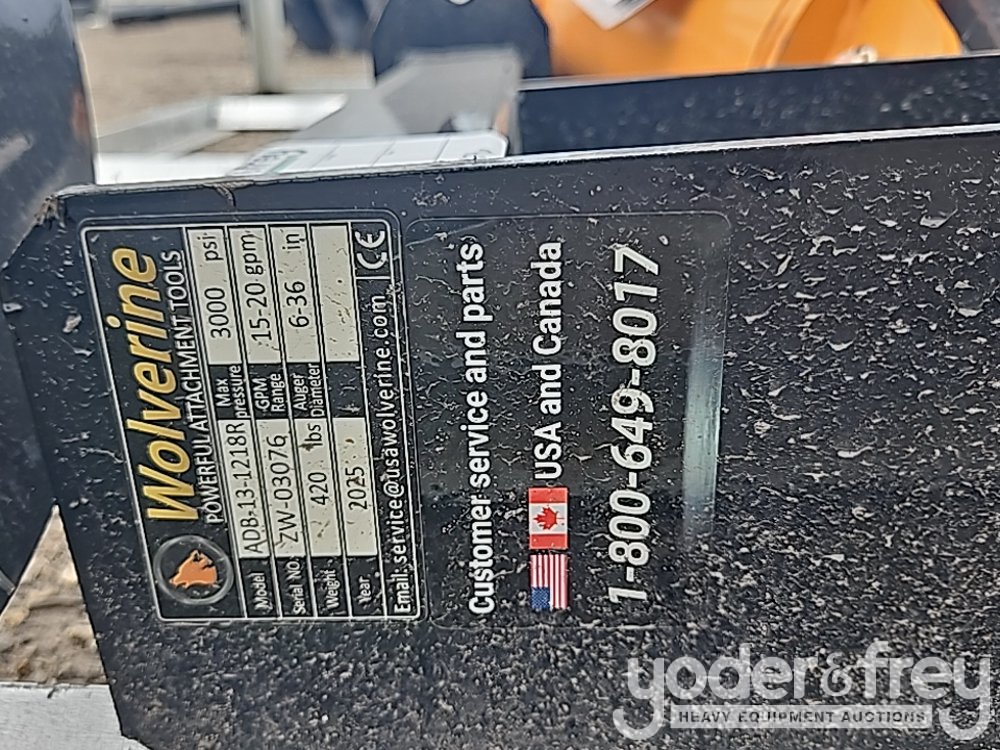 Wolverine
POWERFUL ATTACHMENT TOOLS
Model ADB-13-1218R Max pressure 3000 psi
Serial NO. ZW-03076 GPM Range 15-20 gpm
Weight 420 lbs Auger Diameter 6-36 in
Year 2025
Email: service@usawolverine.com CE
Customer service and parts
USA and Canada
1-800-649-8017
yoder&frey
HEAVY EQUIPMENT AUCTIONS